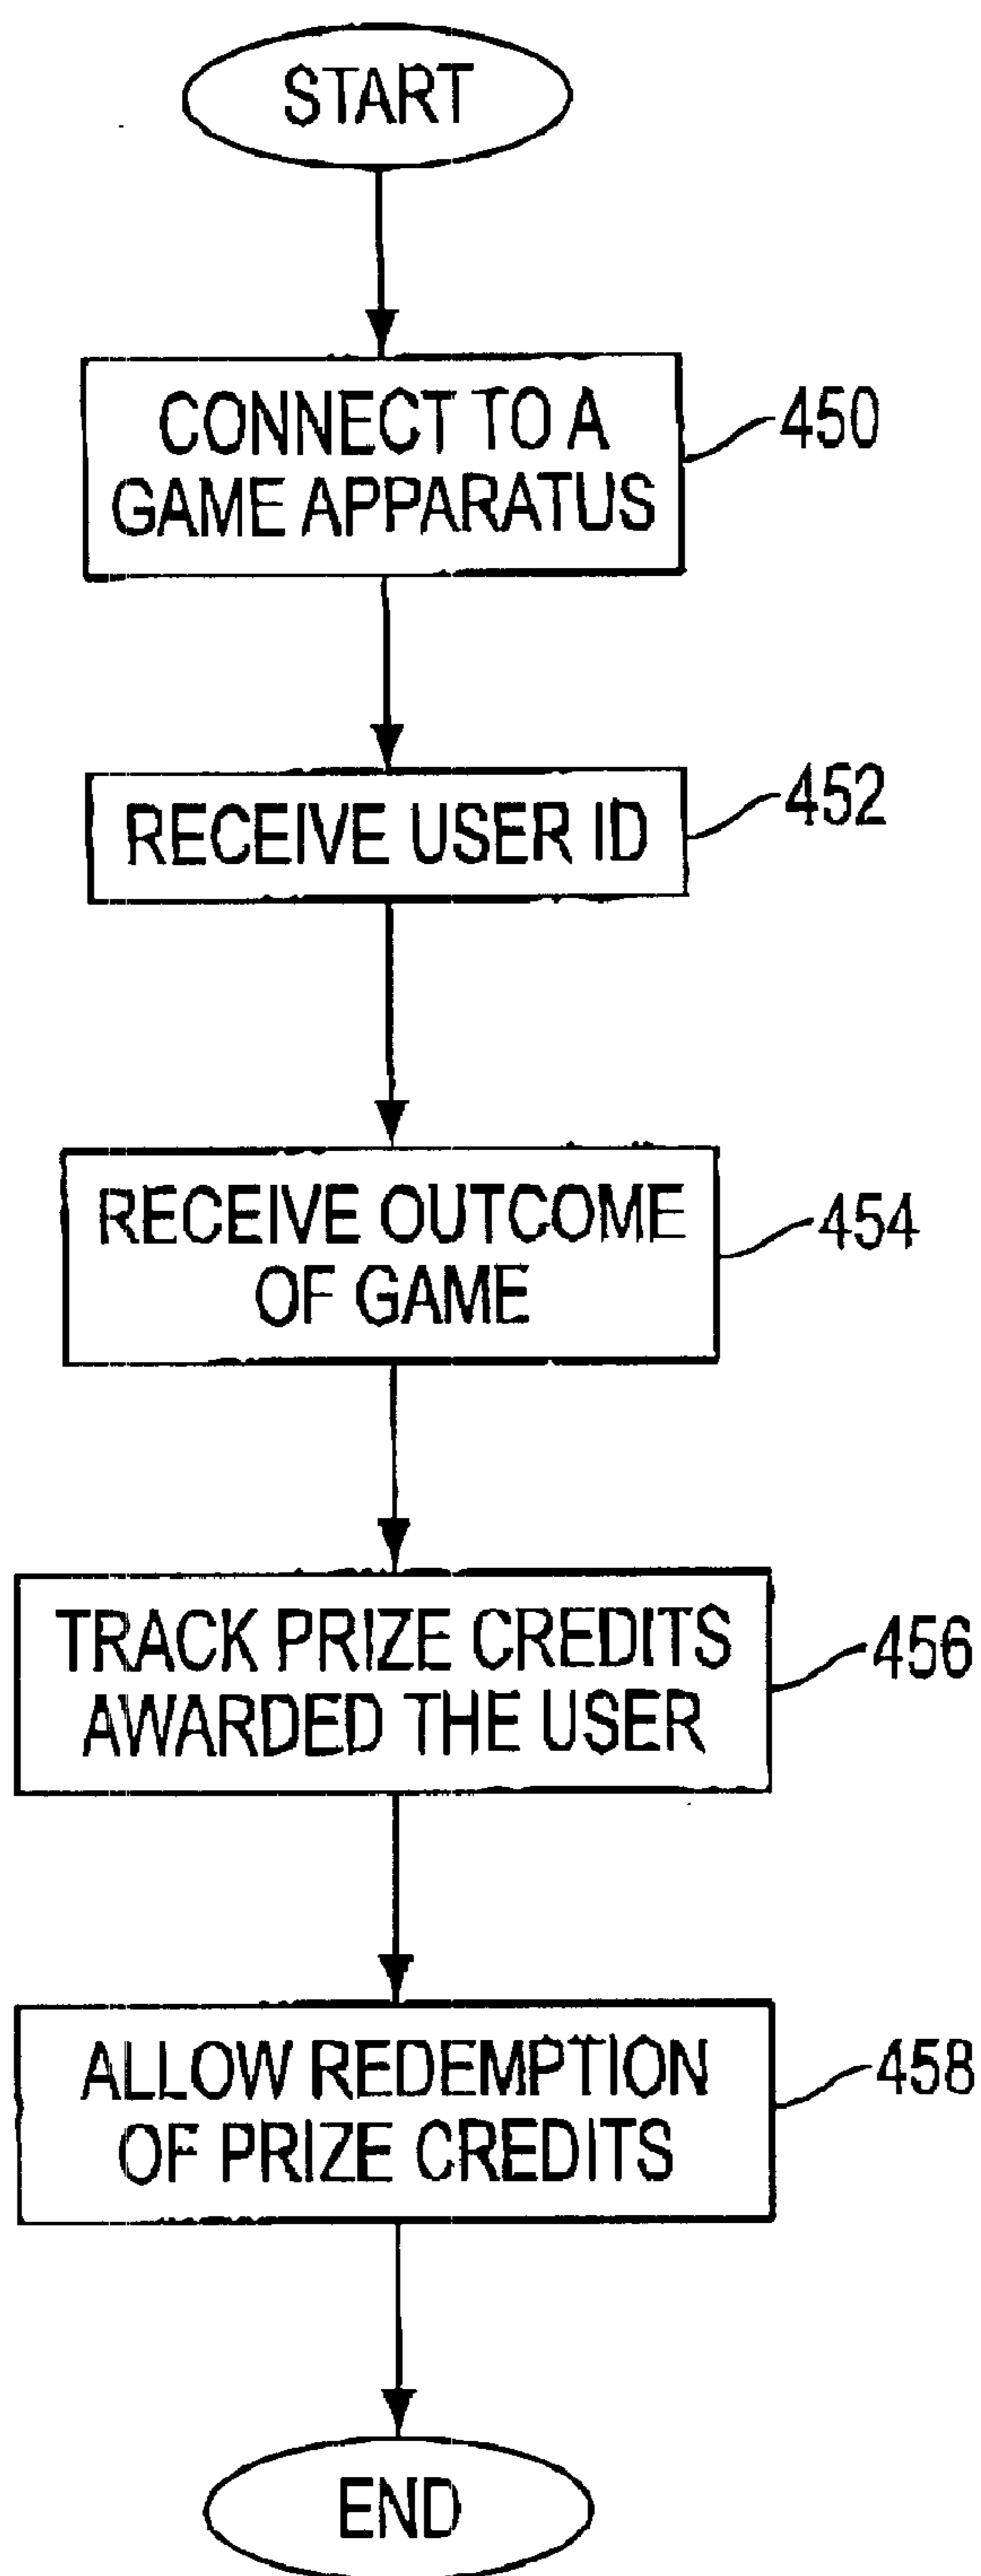 START
CONNECT TO A
GAME APPARATUS
450
RECEIVE USER ID
452
RECEIVE OUTCOME
OF GAME
454
TRACK PRIZE CREDITS
AWARDED THE USER
456
ALLOW REDEMPTION
OF PRIZE CREDITS
458
END